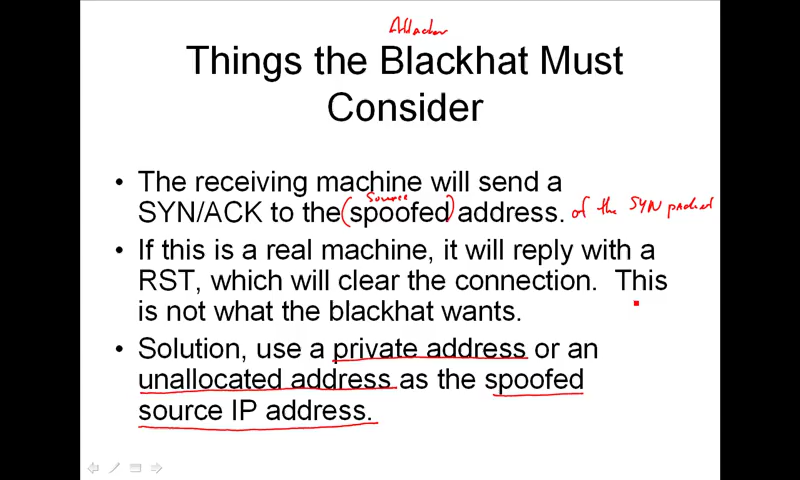 Attacker
Things the Blackhat Must
Consider
• The receiving machine will send a
source
SYN/ACK to the (spoofed) address. of the SYN packet
• If this is a real machine, it will reply with a
RST, which will clear the connection. This
is not what the blackhat wants.
• Solution, use a private address or an
unallocated address as the spoofed
source IP address.